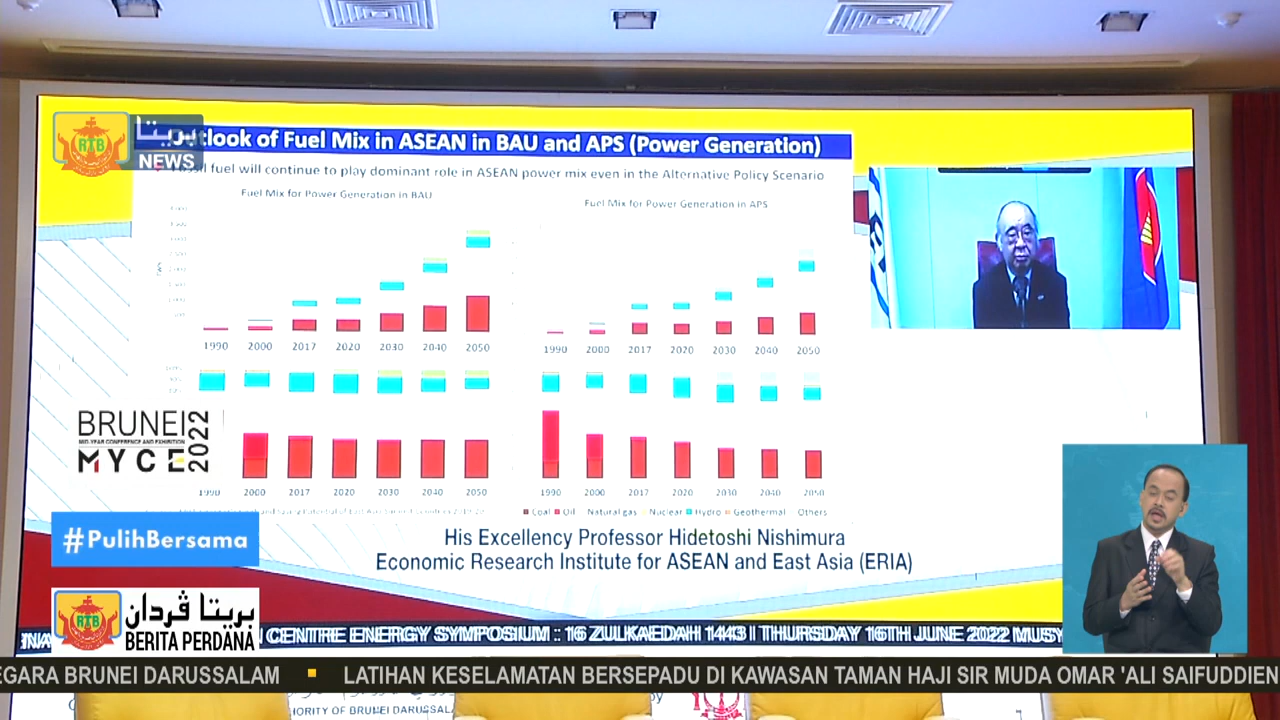 بريتا
NEWS
RTB
Outlook of Fuel Mix in ASEAN in BAU and APS (Power Generation)
Fossil fuel will continue to play dominant role in ASEAN power mix even in the Alternative Policy Scenario
Fuel Mix for Power Generation in BAU
Fuel Mix for Power Generation in APS
1990 2000 2017 2020 2030 2040 2050
1990 2000 2017 2020 2030 2040 2050
1990 2000 2017 2020 2030 2040 2050
1990 2000 2017 2020 2030 2040 2050
Coal Oil Natural gas Nuclear Hydro Geothermal Others
BRUNEI
MID-YEAR CONFERENCE AND EXHIBITION
MYCE
2022
#PulihBersama
His Excellency Professor Hidetoshi Nishimura
Economic Research Institute for ASEAN and East Asia (ERIA)
RTB
بريتا ڤردان
BERITA PERDANA
CENTRE ENERGY SYMPOSIUM :: 16 ZULKAEDAH 1443 | THURSDAY 16TH JUNE 2022
EGARA BRUNEI DARUSSALAM ▪ LATIHAN KESELAMATAN BERSEPADU DI KAWASAN TAMAN HAJI SIR MUDA OMAR 'ALI SAIFUDDIEN